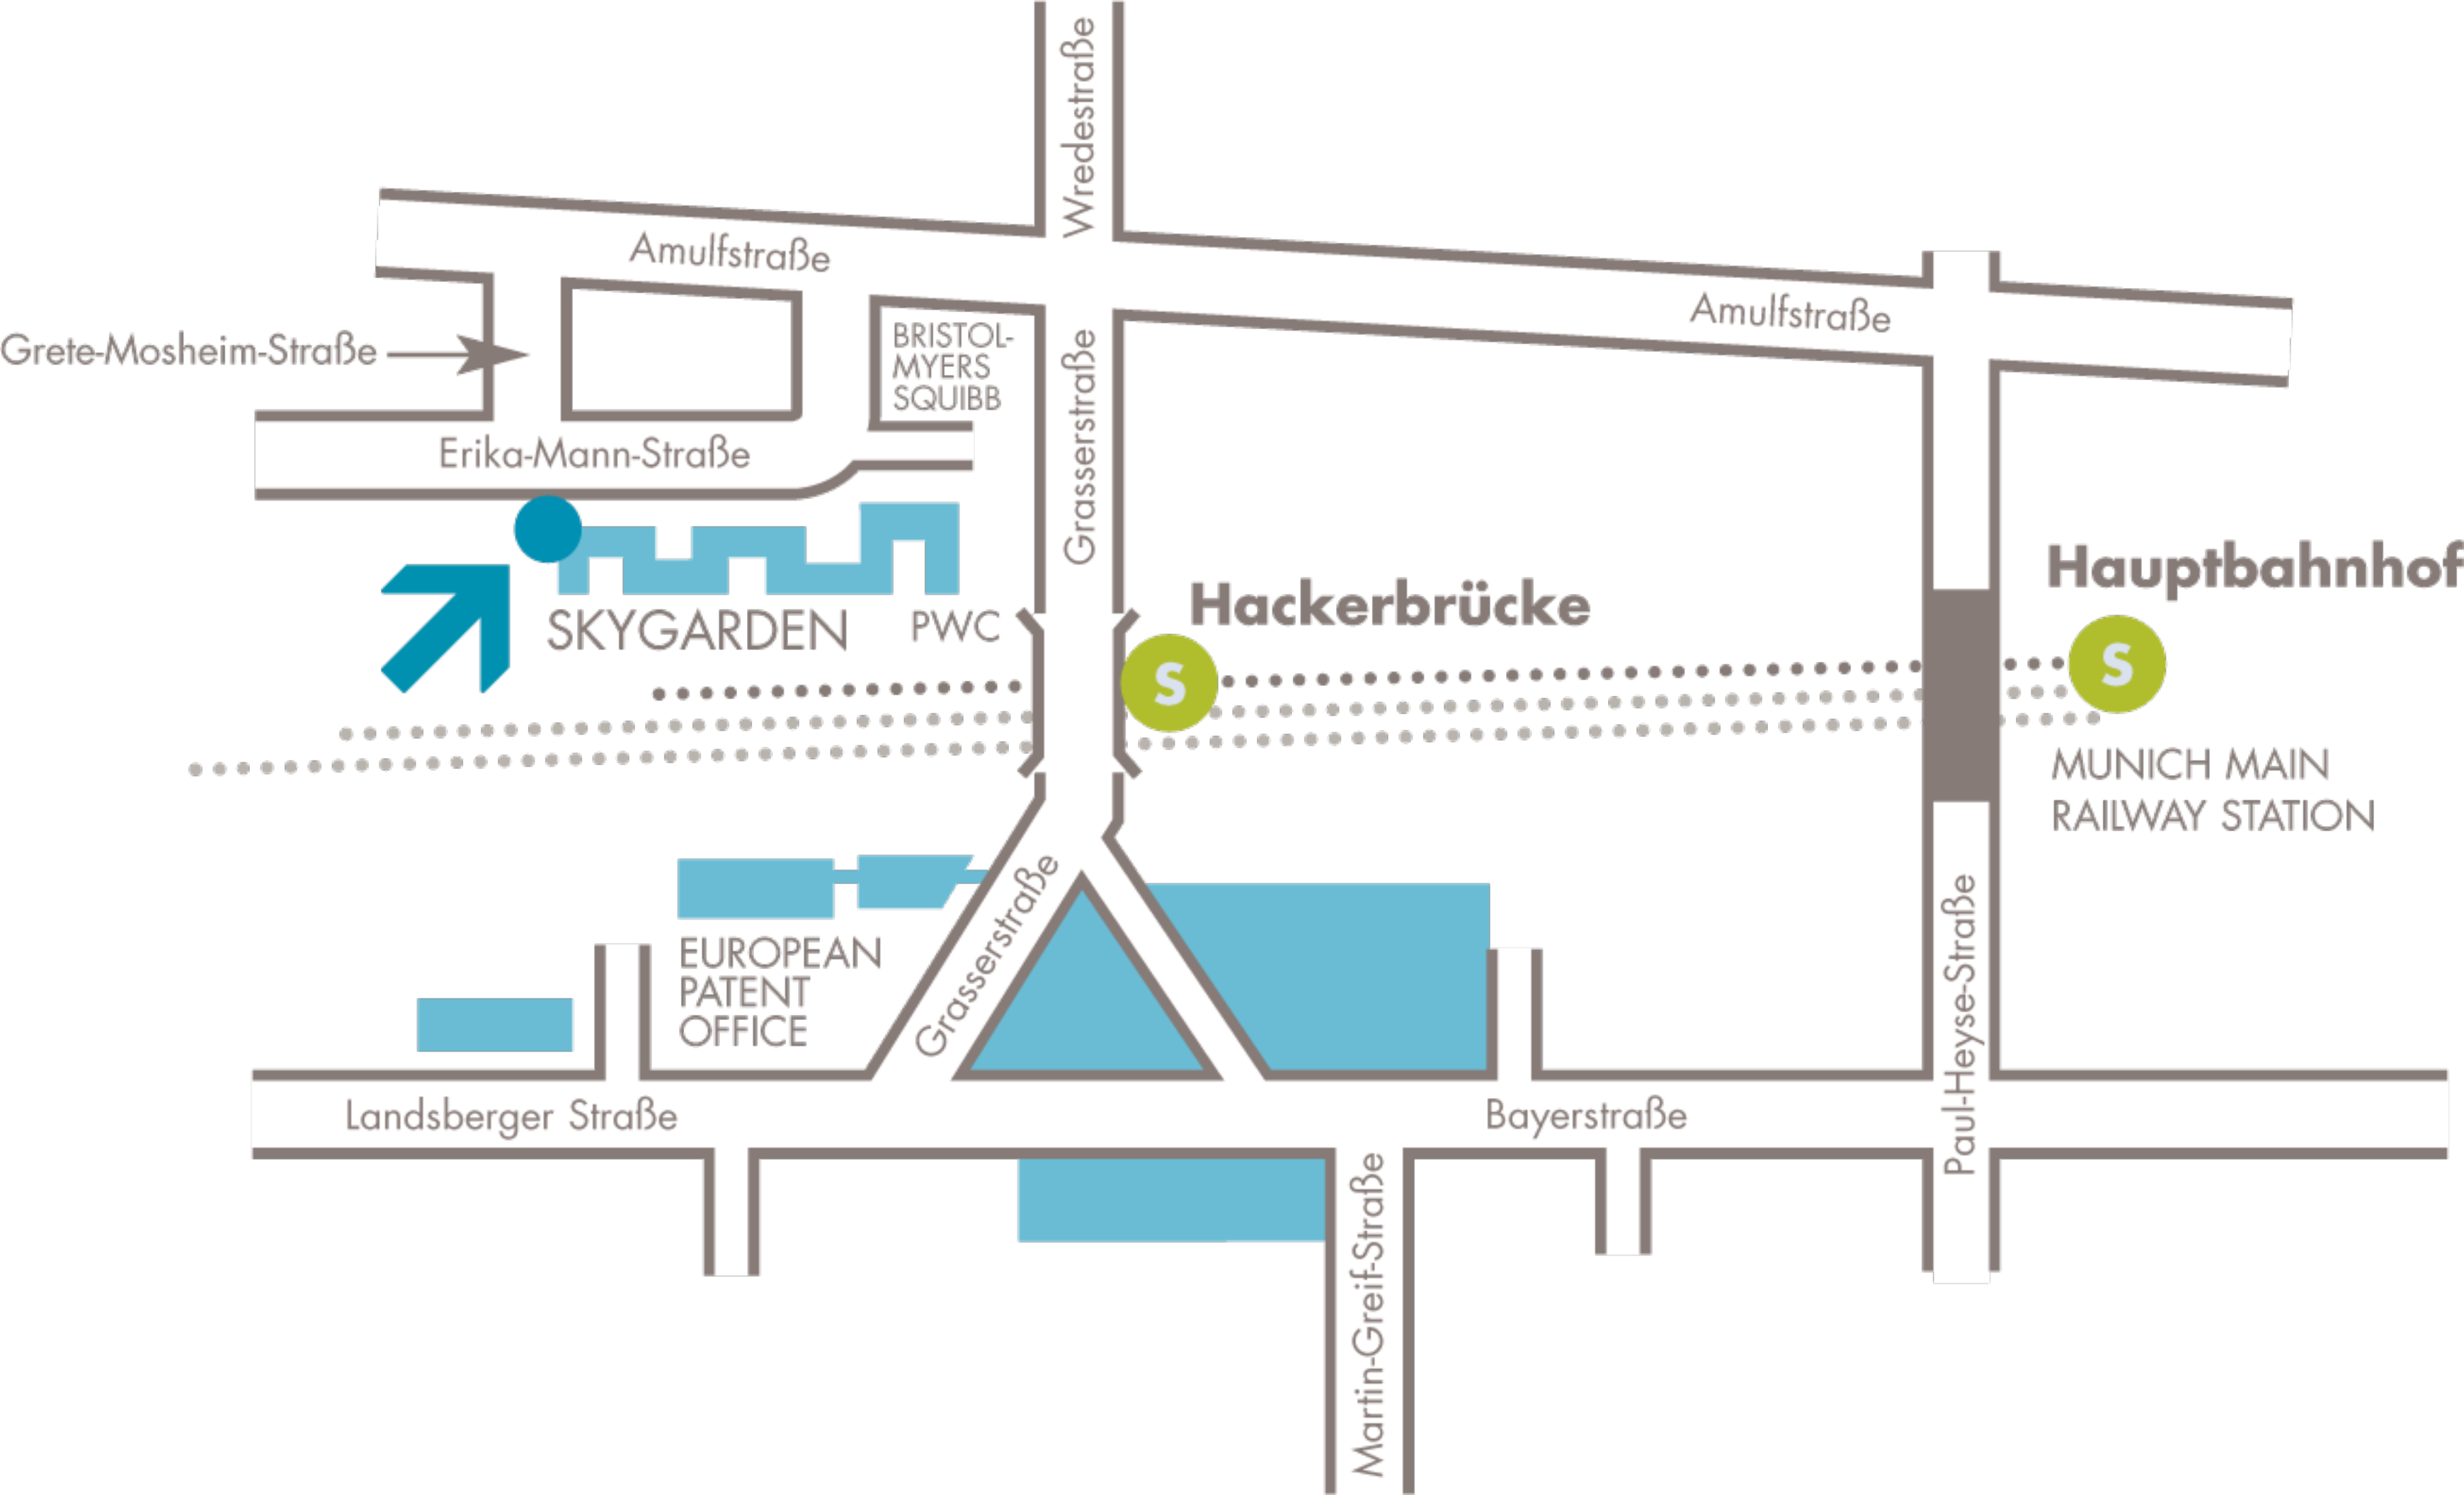 Wredestraße
Amulfstraße
Amulfstraße
Grete-Mosheim-Straße
BRISTOL-
MYERS
SQUIBB
Grasserstraße
Erika-Mann-Straße
Hauptbahnhof
S
Hackerbrücke
S
SKYGARDEN
PWC
MUNICH MAIN
RAILWAY STATION
EUROPEAN
PATENT
OFFICE
Grasserstraße
Paul-Heyse-Straße
Landsberger Straße
Bayerstraße
Martin-Greif-Straße